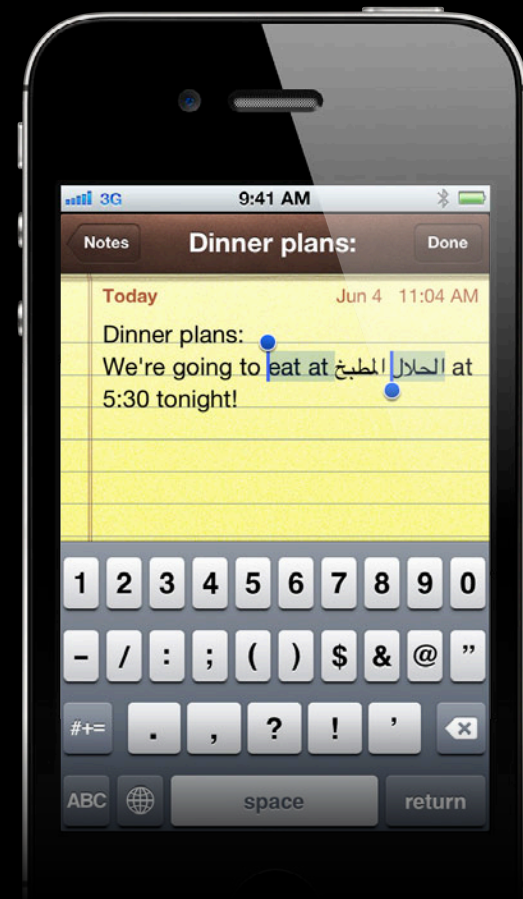 3G 9:41 AM
Notes Dinner plans: Done
Today Jun 4 11:04 AM
Dinner plans:
We're going to eat at الحلال المطبخ at
5:30 tonight!
1 2 3 4 5 6 7 8 9 0
- / : ; ( ) $ & @ ”
#+= . , ? ! ’
ABC space return